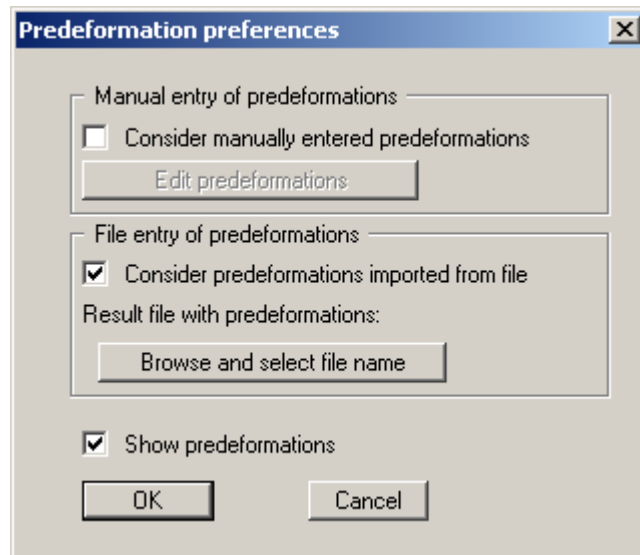 Predeformation preferences
Manual entry of predeformations
Consider manually entered predeformations
Edit predeformations
File entry of predeformations
Consider predeformations imported from file
Result file with predeformations:
Browse and select file name
Show predeformations
OK Cancel